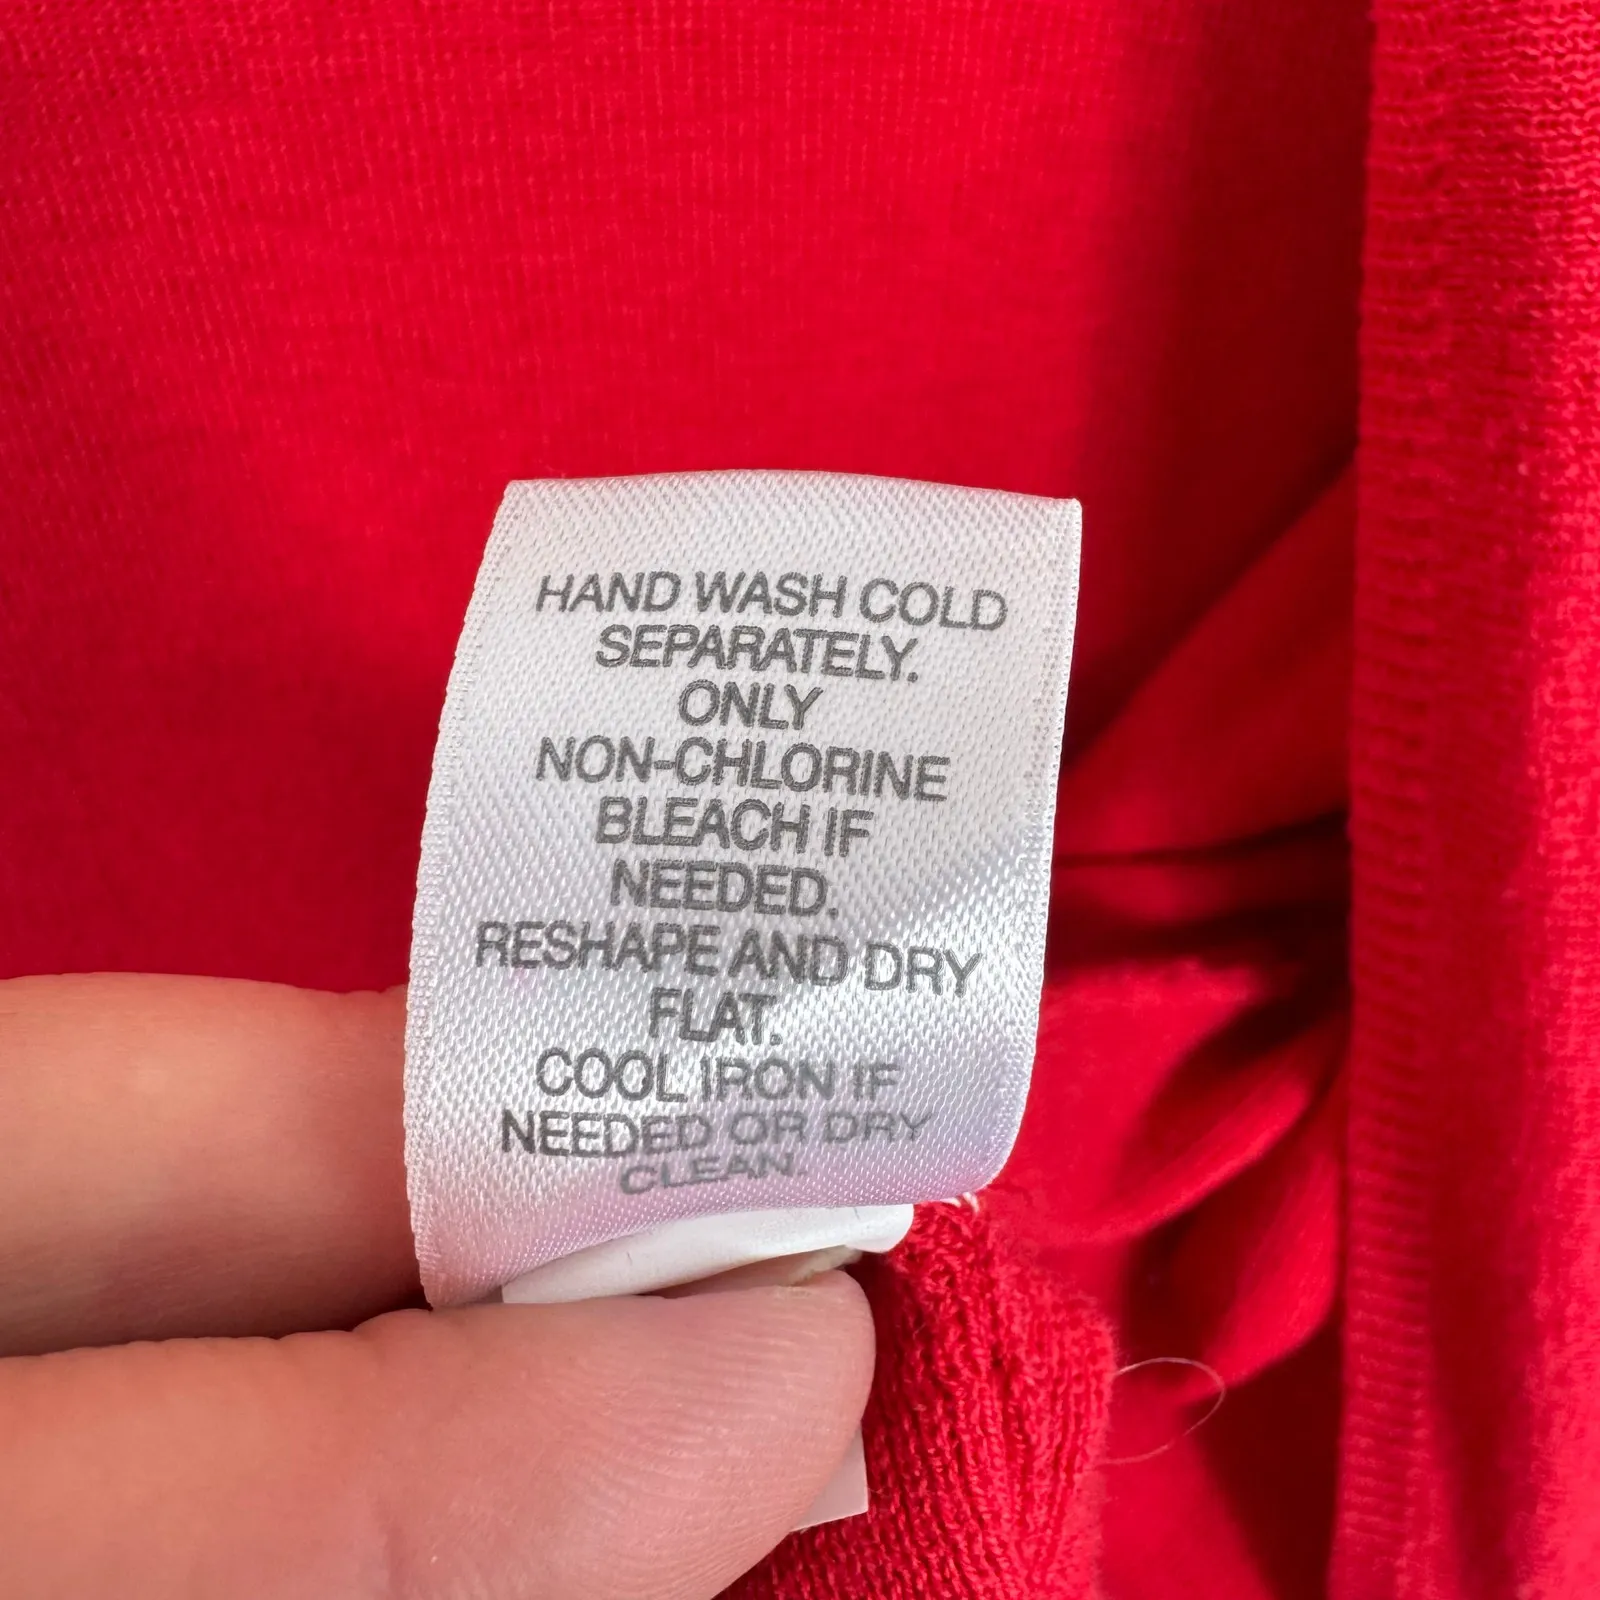 HAND WASH COLD
SEPARATELY.
ONLY
NON-CHLORINE
BLEACH IF
NEEDED.
RESHAPE AND DRY
FLAT.
COOL IRON IF
NEEDED OR DRY
CLEAN.